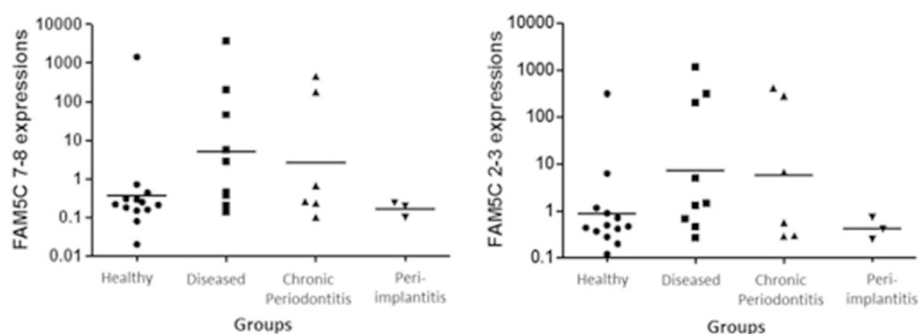 FAM5C 7-8 expressions
10000
1000
100
10
1
0.1
0.01
Healthy
Diseased
Chronic
Periodontitis
Peri-
implantitis
Groups
FAM5C 2-3 expressions
10000
1000
100
10
1
0.1
Healthy
Diseased
Chronic
Periodontitis
Peri-
implantitis
Groups